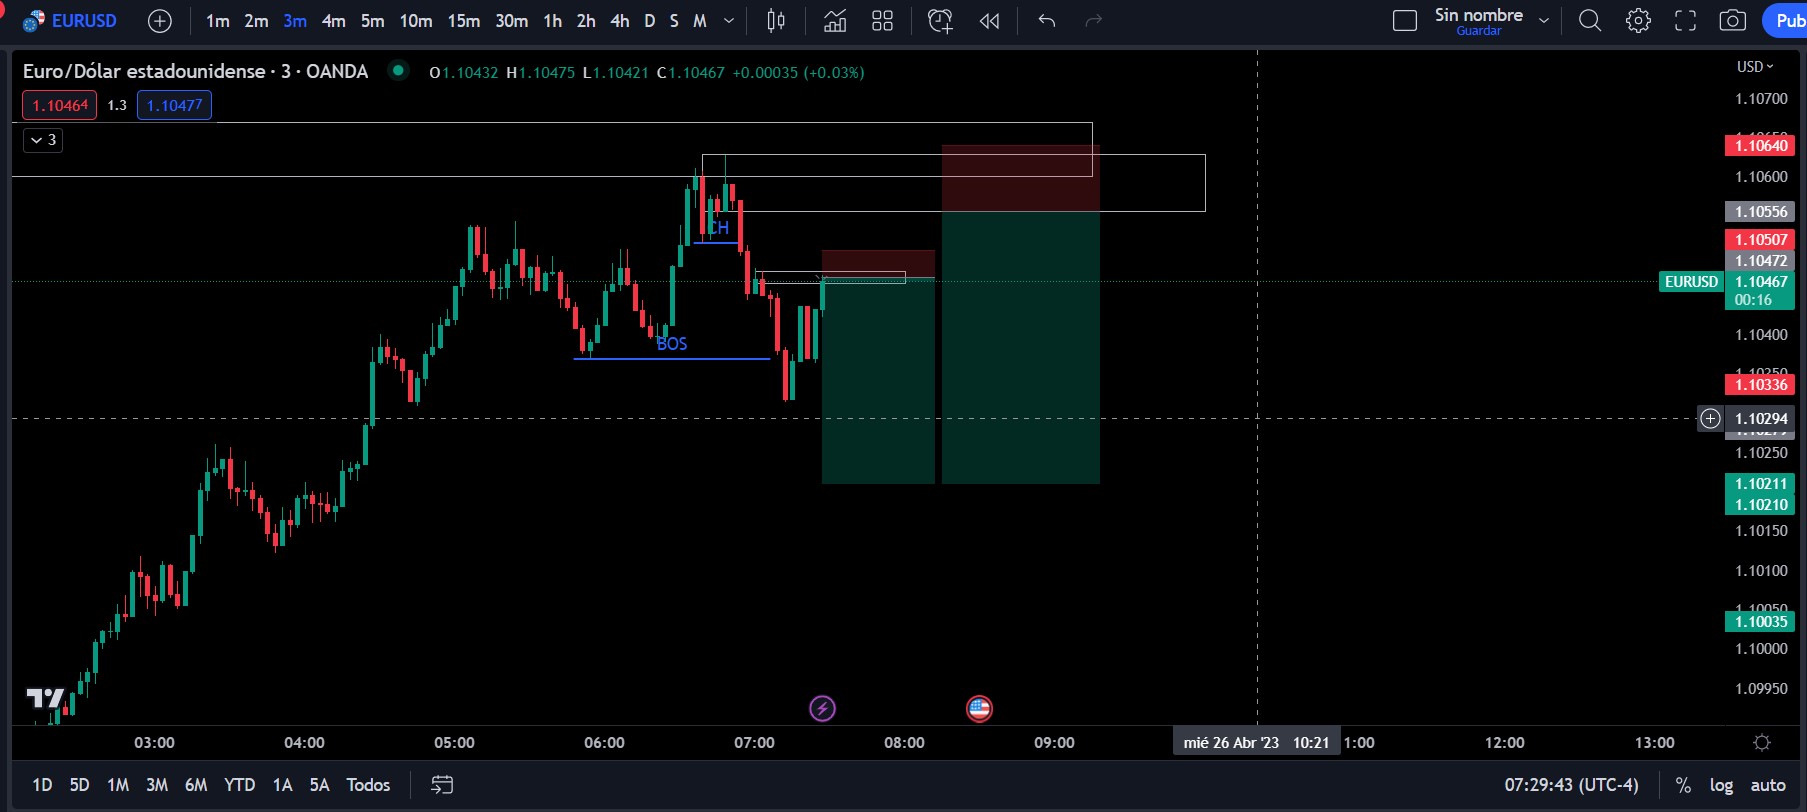 EURUSD 1m 2m 3m 4m 5m 10m 15m 30m 1h 2h 4h D S M Sin nombre Pub
Guardar
Euro/Dólar estadounidense · 3 · OANDA O1.10432 H1.10475 L1.10421 C1.10467 +0.00035 (+0.03%)
USD
1.10464 1.3 1.10477
3
1.10700
1.10640
1.10600
1.10556
CH
1.10507
1.10472
EURUSD 1.10467
00:16
BOS
1.10400
1.10336
1.10294
1.10250
1.10211
1.10210
1.10150
1.10100
1.10035
1.10000
1.09950
03:00 04:00 05:00 06:00 07:00 08:00 09:00 mié 26 Abr '23 10:21 1:00 12:00 13:00
1D 5D 1M 3M 6M YTD 1A 5A Todos 07:29:43 (UTC-4) % log auto